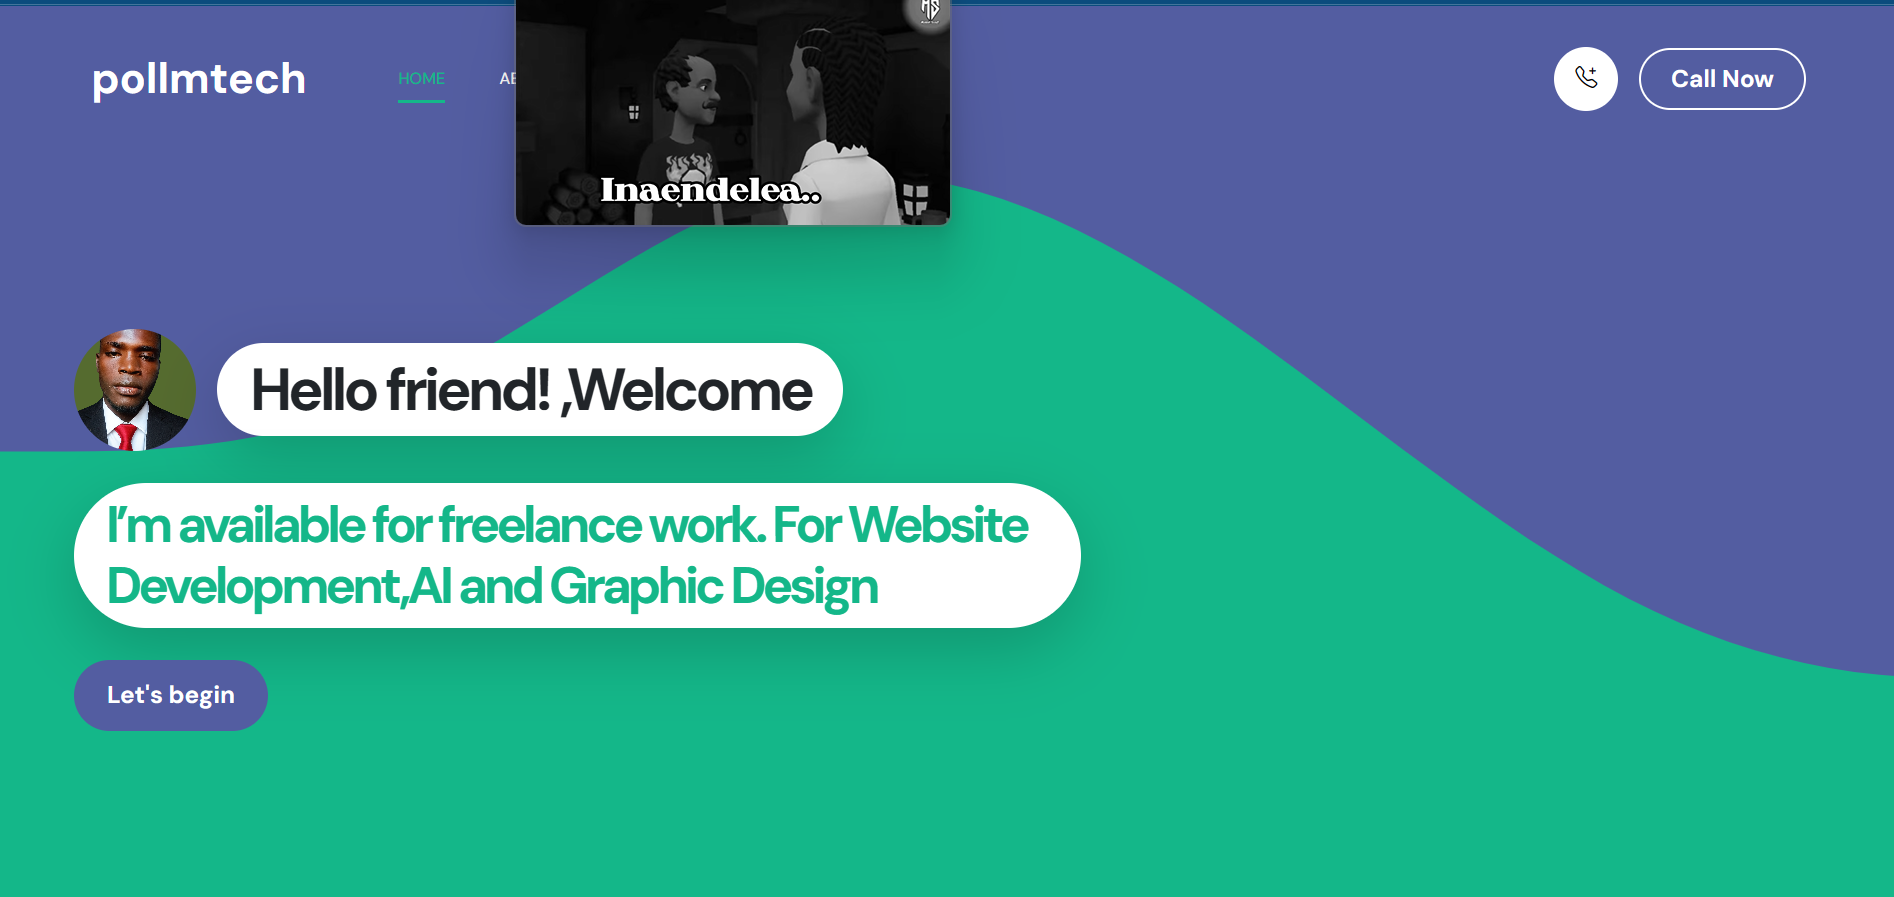 pollmtech
HOME
Call Now
Inaendelea..
Hello friend! ,Welcome
I'm available for freelance work. For Website
Development,AI and Graphic Design
Let's begin